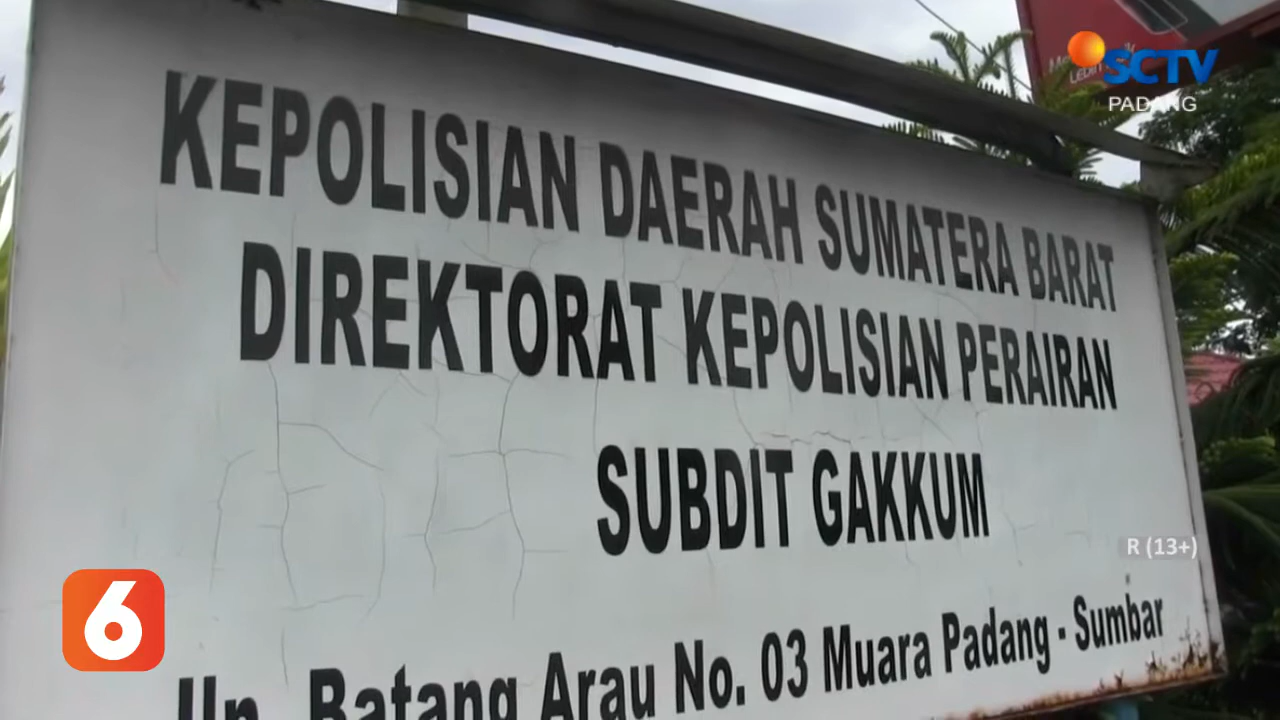 SCTV
PADANG
KEPOLISIAN DAERAH SUMATERA BARAT
DIREKTORAT KEPOLISIAN PERAIRAN
SUBDIT GAKKUM
R (13+)
6
Jln. Batang Arau No. 03 Muara Padang - Sumbar